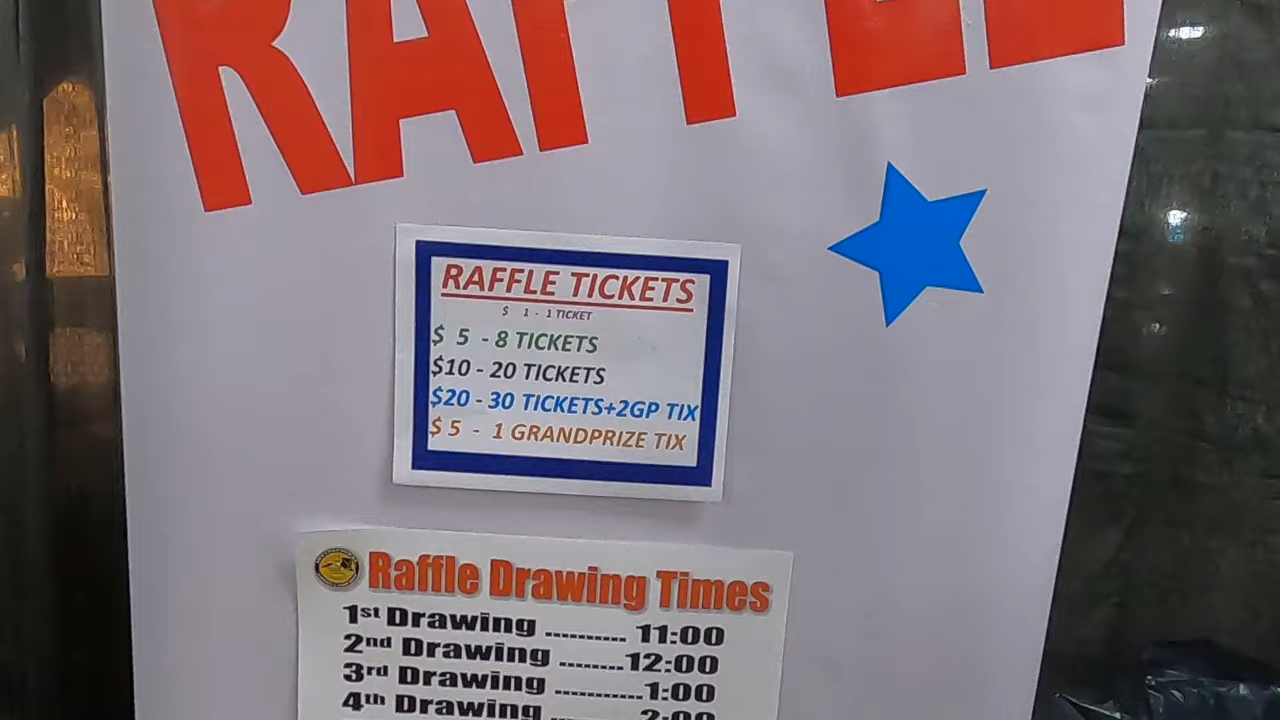 RAFFLE
RAFFLE TICKETS
$ 1 - 1 TICKET
$ 5 - 8 TICKETS
$10 - 20 TICKETS
$20 - 30 TICKETS+2GP TIX
$ 5 - 1 GRANDPRIZE TIX
Raffle Drawing Times
1st Drawing .......... 11:00
2nd Drawing ........12:00
3rd Drawing ...........1:00
4th Drawing ........... 2:00